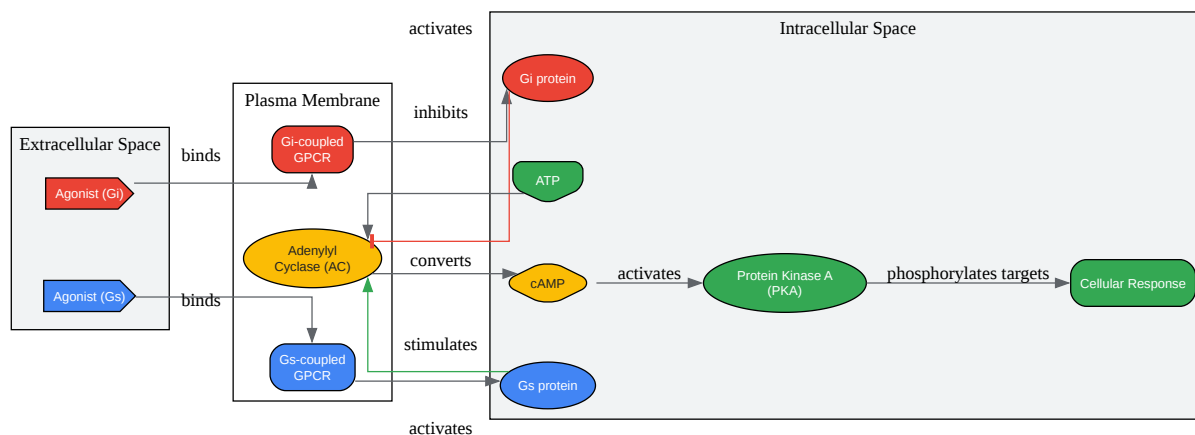 activates
Intracellular Space
Gi protein
Plasma Membrane
inhibits
Extracellular Space
binds
Gi-coupled
GPCR
Agonist (Gi)
ATP
Adenylyl
Cyclase (AC)
converts
cAMP
activates
Protein Kinase A
(PKA)
phosphorylates targets
Cellular Response
Agonist (Gs)
binds
Gs-coupled
GPCR
stimulates
Gs protein
activates